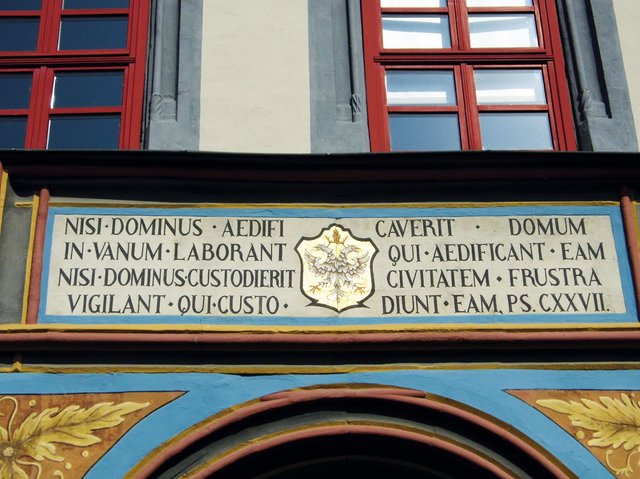 NISI·DOMINUS · AEDIFI CAVERIT · DOMUM
IN·VANUM·LABORANT QUI·AEDIFICANT·EAM
NISI·DOMINUS·CUSTODIERIT CIVITATEM·FRUSTRA
VIGILANT·QUI·CUSTO· DIUNT·EAM, PS. CXXVII.